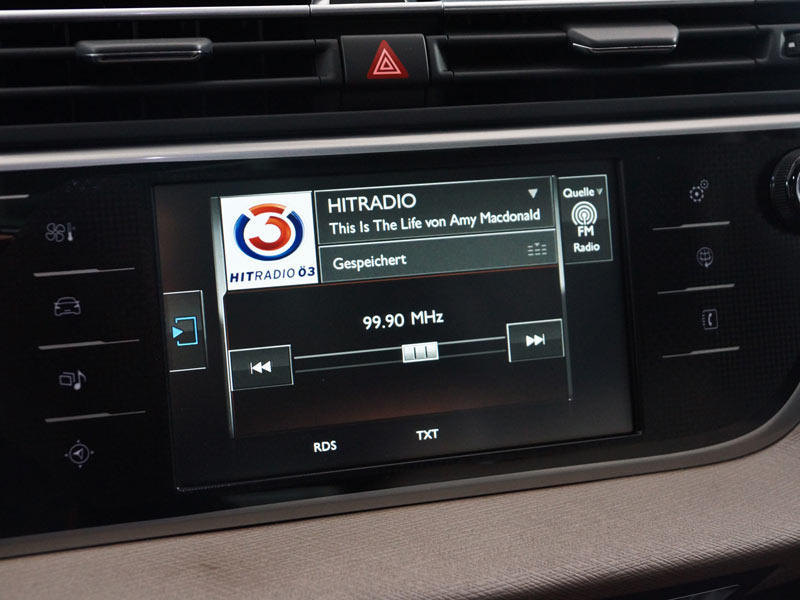 HITRADIO
This Is The Life von Amy Macdonald
Quelle
FM
Radio
3
HITRADIO Ö3
Gespeichert
99.90 MHz
RDS
TXT